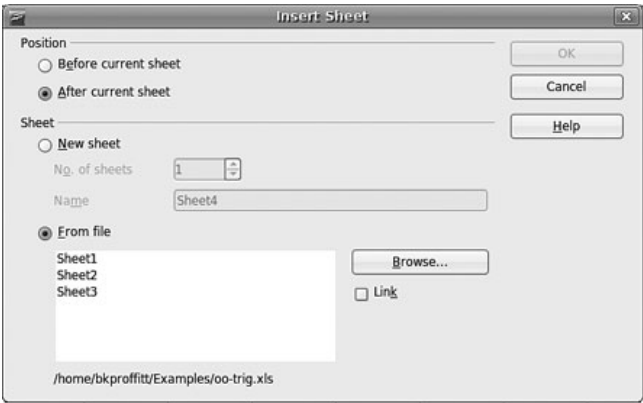 Insert Sheet
Position
Before current sheet
After current sheet
OK
Cancel
Help
Sheet
New sheet
No. of sheets 1
Name Sheet4
From file
Sheet1
Sheet2
Sheet3
Browse...
Link
/home/bkproffitt/Examples/oo-trig.xls